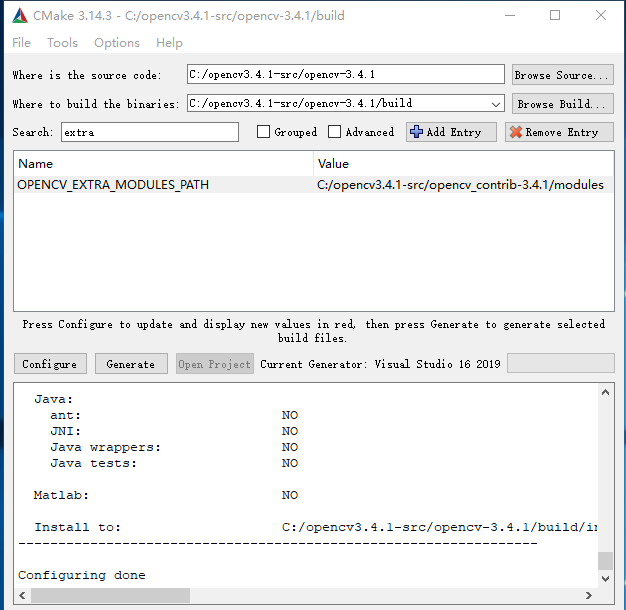 CMake 3.14.3 - C:/opencv3.4.1-src/opencv-3.4.1/build
File Tools Options Help
Where is the source code: C:/opencv3.4.1-src/opencv-3.4.1 Browse Source...
Where to build the binaries: C:/opencv3.4.1-src/opencv-3.4.1/build Browse Build...
Search: extra Grouped Advanced Add Entry Remove Entry
Name Value
OPENCV_EXTRA_MODULES_PATH C:/opencv3.4.1-src/opencv_contrib-3.4.1/modules
Press Configure to update and display new values in red, then press Generate to generate selected
build files.
Configure Generate Open Project Current Generator: Visual Studio 16 2019
Java:
ant: NO
JNI: NO
Java wrappers: NO
Java tests: NO
Matlab: NO
Install to: C:/opencv3.4.1-src/opencv-3.4.1/build/in
-----------------------------------------------------------------
Configuring done